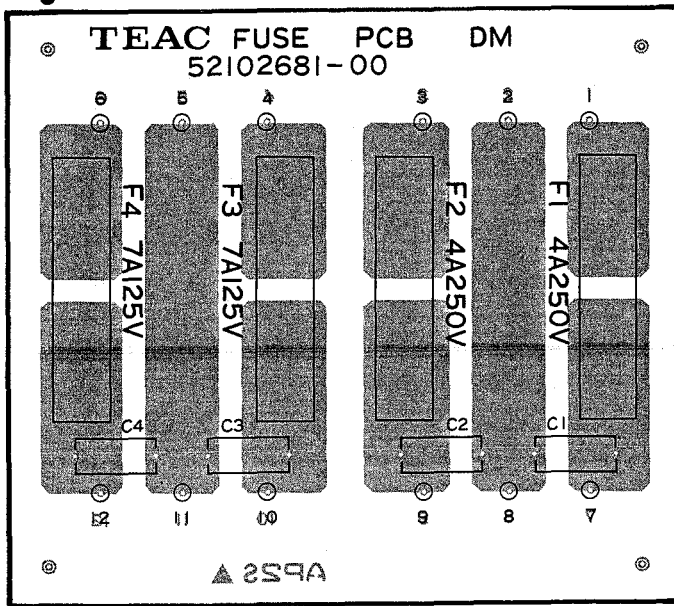 TEAC FUSE PCB DM
52102681-00
6 5 4 3 2 1
F4 7A125V
F3 7A125V
F2 4A250V
F1 4A250V
C4 C3 C2 C1
12 11 10 9 8 7
▲ AP2S